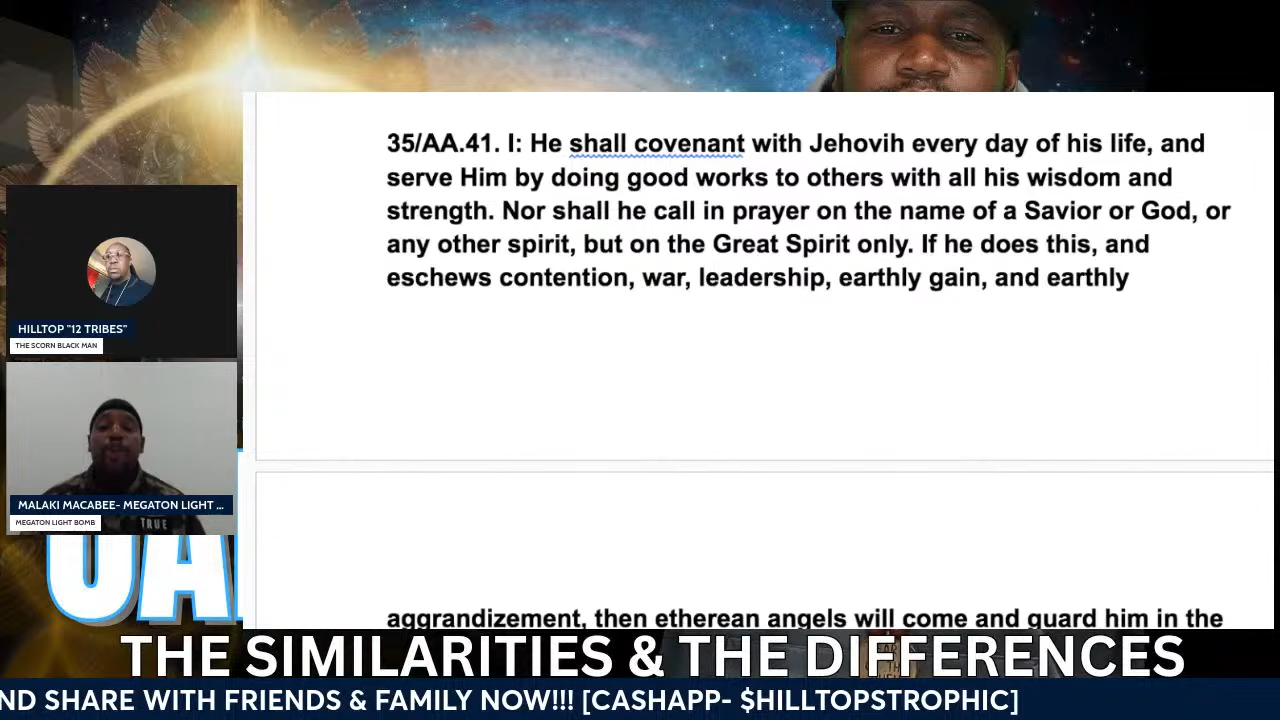 35/AA.41. I: He shall covenant with Jehovih every day of his life, and
serve Him by doing good works to others with all his wisdom and
strength. Nor shall he call in prayer on the name of a Savior or God, or
any other spirit, but on the Great Spirit only. If he does this, and
eschews contention, war, leadership, earthly gain, and earthly
aggrandizement, then etherean angels will come and guard him in the
HILLTOP "12 TRIBES"
THE SCORN BLACK MAN
MALAKI MACABEE- MEGATON LIGHT ...
MEGATON LIGHT BOMB
TRUE
THE SIMILARITIES & THE DIFFERENCES
ND SHARE WITH FRIENDS & FAMILY NOW!!! [CASHAPP- $HILLTOPSTROPHIC]